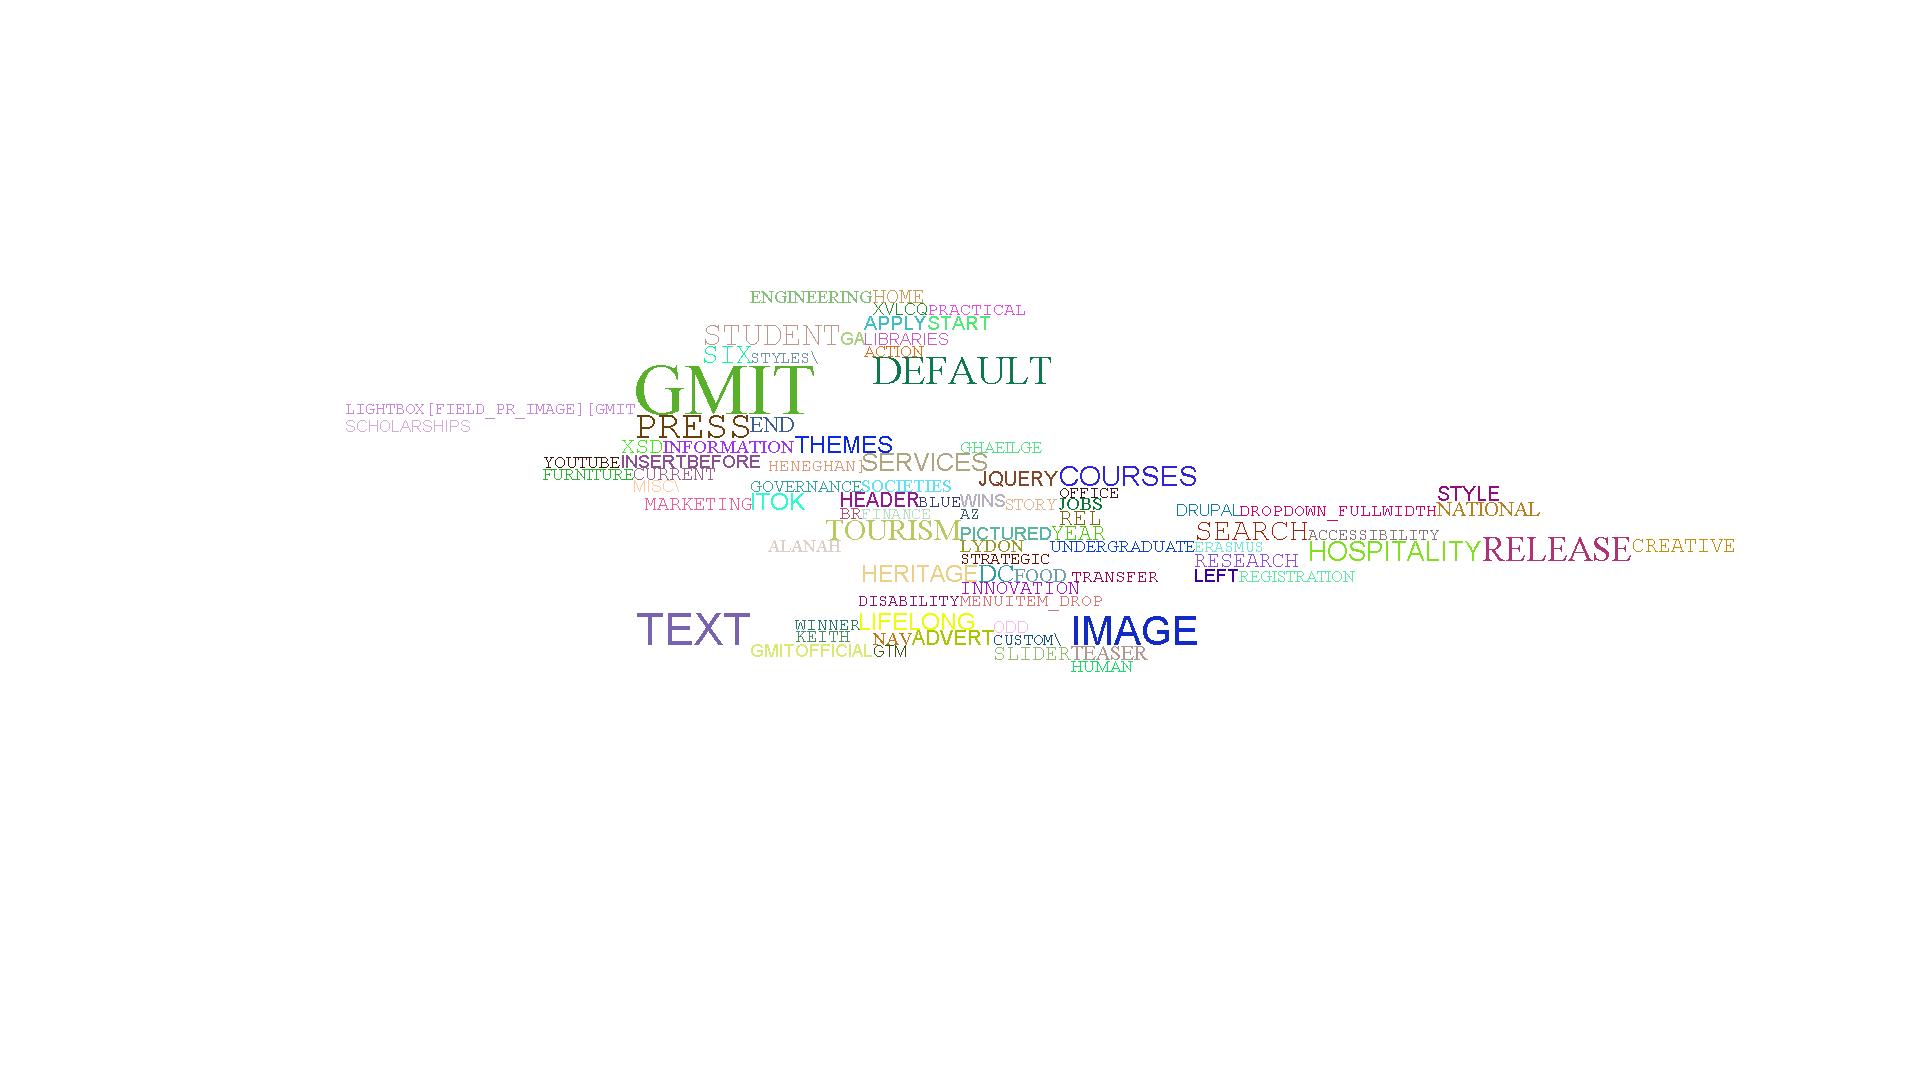 ENGINEERING HOME
XVLCQ PRACTICAL
APPLY START
STUDENT GA LIBRARIES
SIX STYLES\ ACTION
DEFAULT
GMIT
LIGHTBOX[FIELD_PR_IMAGE][GMIT
SCHOLARSHIPS
PRESS END
XSD INFORMATION THEMES GHAEILGE
YOUTUBE INSERTBEFORE HENEGHAN] SERVICES
FURNITURE CURRENT JQUERY COURSES
MISC\ GOVERNANCE SOCIETIES OFFICE STYLE
MARKETING ITOK HEADER BLUE WINS STORY JOBS
BR FINANCE AZ REL DRUPAL DROPDOWN_FULLWIDTH NATIONAL
TOURISM PICTURED YEAR SEARCH ACCESSIBILITY
ALANAH LYDON UNDERGRADUATE ERASMUS HOSPITALITY RELEASE CREATIVE
STRATEGIC RESEARCH
HERITAGE DC FOOD TRANSFER LEFT REGISTRATION
INNOVATION
DISABILITY MENUITEM_DROP
TEXT WINNER LIFELONG ODD IMAGE
KEITH NAV ADVERT CUSTOM\
GMITOFFICIAL GTM SLIDER TEASER
HUMAN